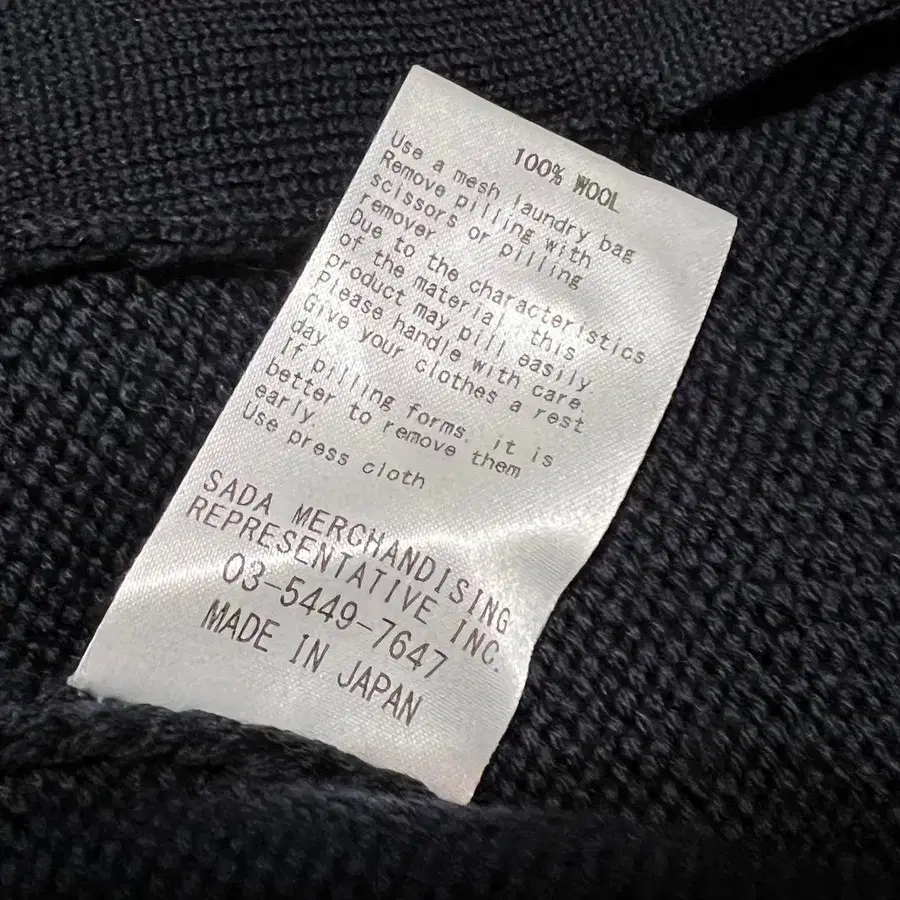 100% WOOL
Use a mesh laundry bag
Remove pilling with
scissors or pilling
remover
Due to the characteristics
of the material, this
product may pill easily.
Please handle with care.
Give your clothes a rest
day
If pilling forms, it is
better to remove them
early.
Use press cloth
SADA MERCHANDISING
REPRESENTATIVE INC.
03-5449-7647
MADE IN JAPAN